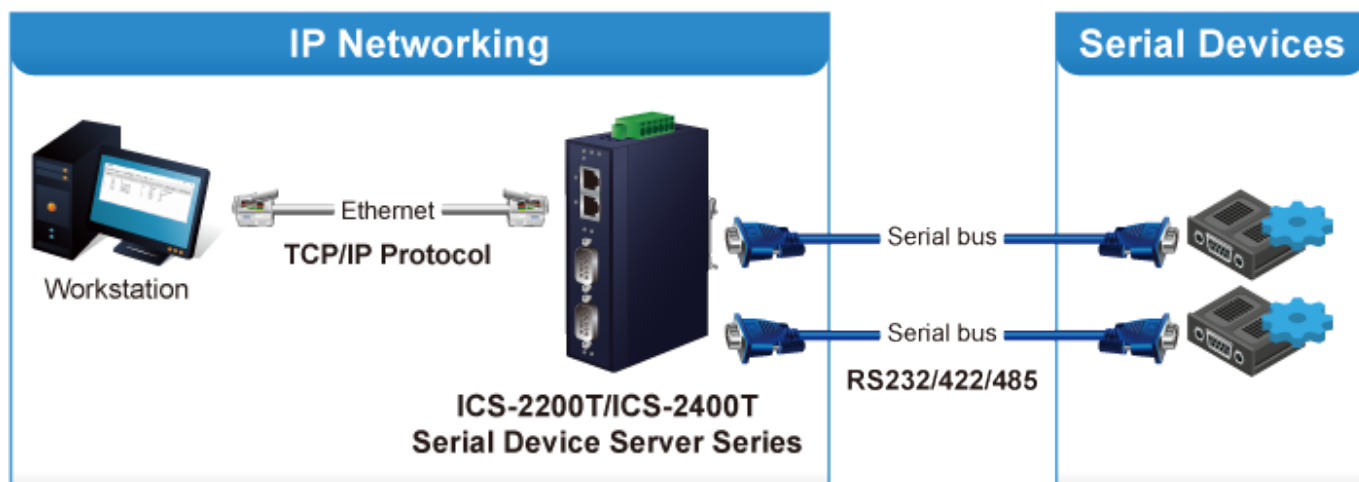 IP Networking
Serial Devices
Ethernet
TCP/IP Protocol
Workstation
Serial bus
Serial bus
RS232/422/485
ICS-2200T/ICS-2400T
Serial Device Server Series